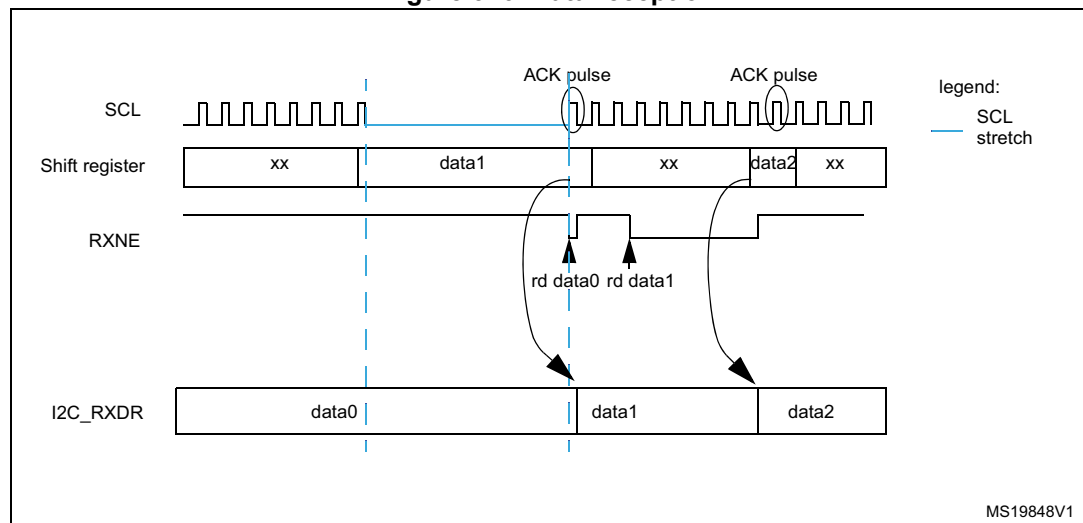 ACK pulse ACK pulse
legend:
SCL
SCL
stretch
Shift register xx data1 xx data2 xx
RXNE
rd data0 rd data1
I2C_RXDR data0 data1 data2
MS19848V1